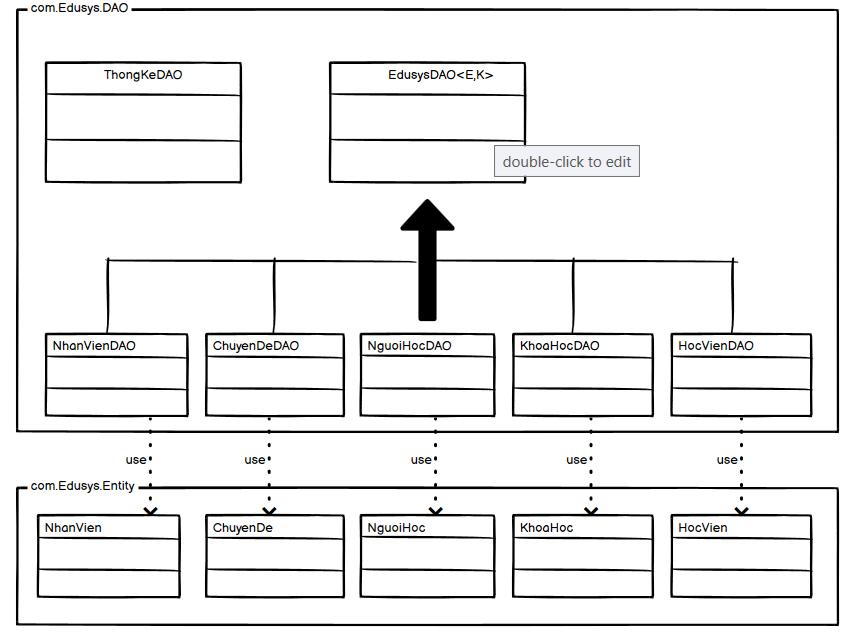 com.Edusys.DAO
ThongKeDAO
EdusysDAO<E,K>
double-click to edit
NhanVienDAO
ChuyenDeDAO
NguoiHocDAO
KhoaHocDAO
HocVienDAO
use
use
use
use
use
com.Edusys.Entity
NhanVien
ChuyenDe
NguoiHoc
KhoaHoc
HocVien